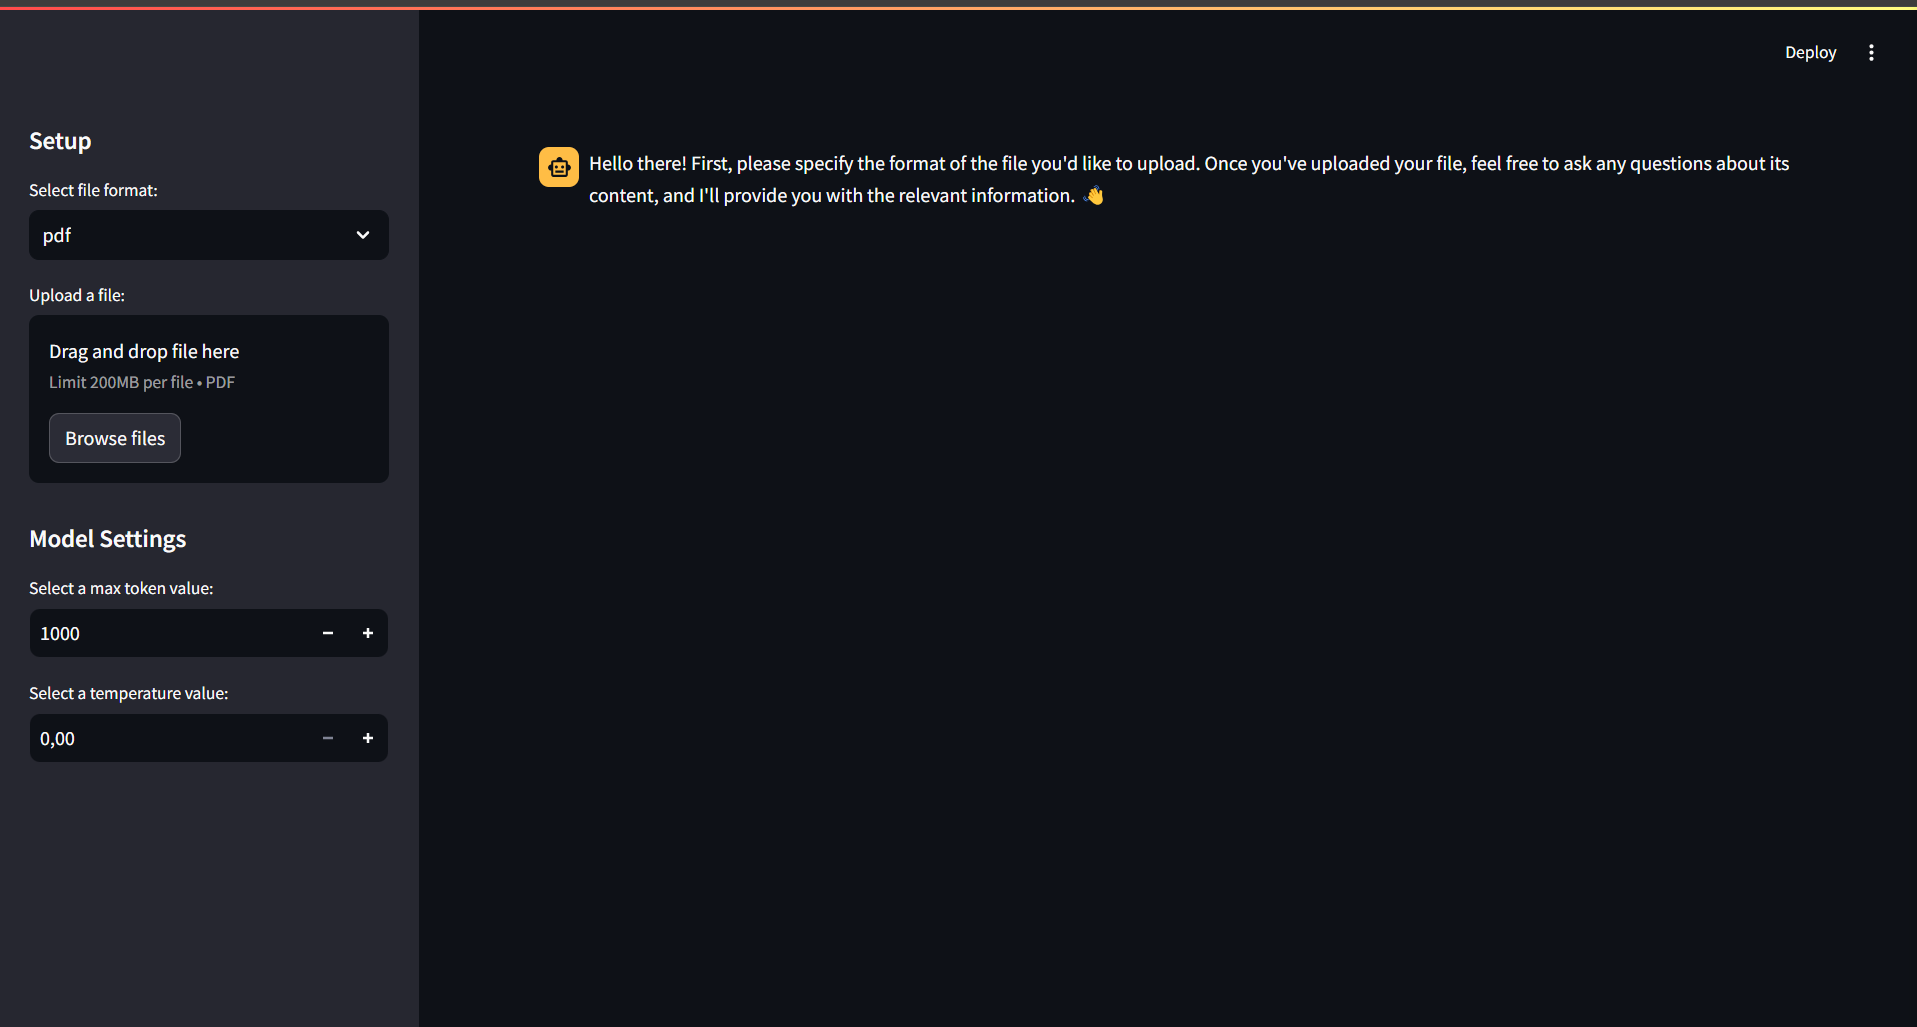 Deploy
Setup
Select file format:
pdf
Upload a file:
Drag and drop file here
Limit 200MB per file • PDF
Browse files
Model Settings
Select a max token value:
1000
Select a temperature value:
0,00
Hello there! First, please specify the format of the file you'd like to upload. Once you've uploaded your file, feel free to ask any questions about its
content, and I'll provide you with the relevant information. 👋